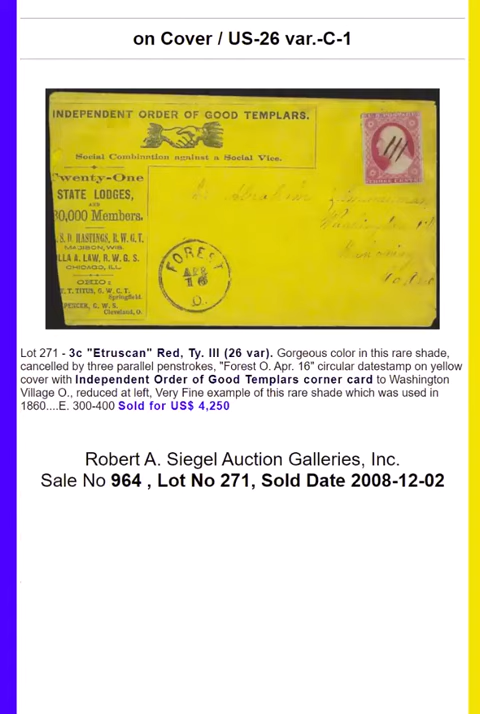 on Cover / US-26 var.-C-1
INDEPENDENT ORDER OF GOOD TEMPLARS.
Social Combination against a Social Vice.
Twenty-One
STATE LODGES,
AND
30,000 Members.
S. D. HASTINGS, R. W. G. T.
MADISON, WIS.
LLA A. LAW, R. W. G. S.
CHICAGO, ILL.
OHIO:
T. TITUS, G. W. C. T.
Springfield.
G. W. S.
Cleveland, O.
FOREST
APR
16
O.
Lot 271 - 3c "Etruscan" Red, Ty. III (26 var). Gorgeous color in this rare shade,
cancelled by three parallel penstrokes, "Forest O. Apr. 16" circular datestamp on yellow
cover with Independent Order of Good Templars corner card to Washington
Village O., reduced at left, Very Fine example of this rare shade which was used in
1860....E. 300-400 Sold for US$ 4,250
Robert A. Siegel Auction Galleries, Inc.
Sale No 964 , Lot No 271, Sold Date 2008-12-02